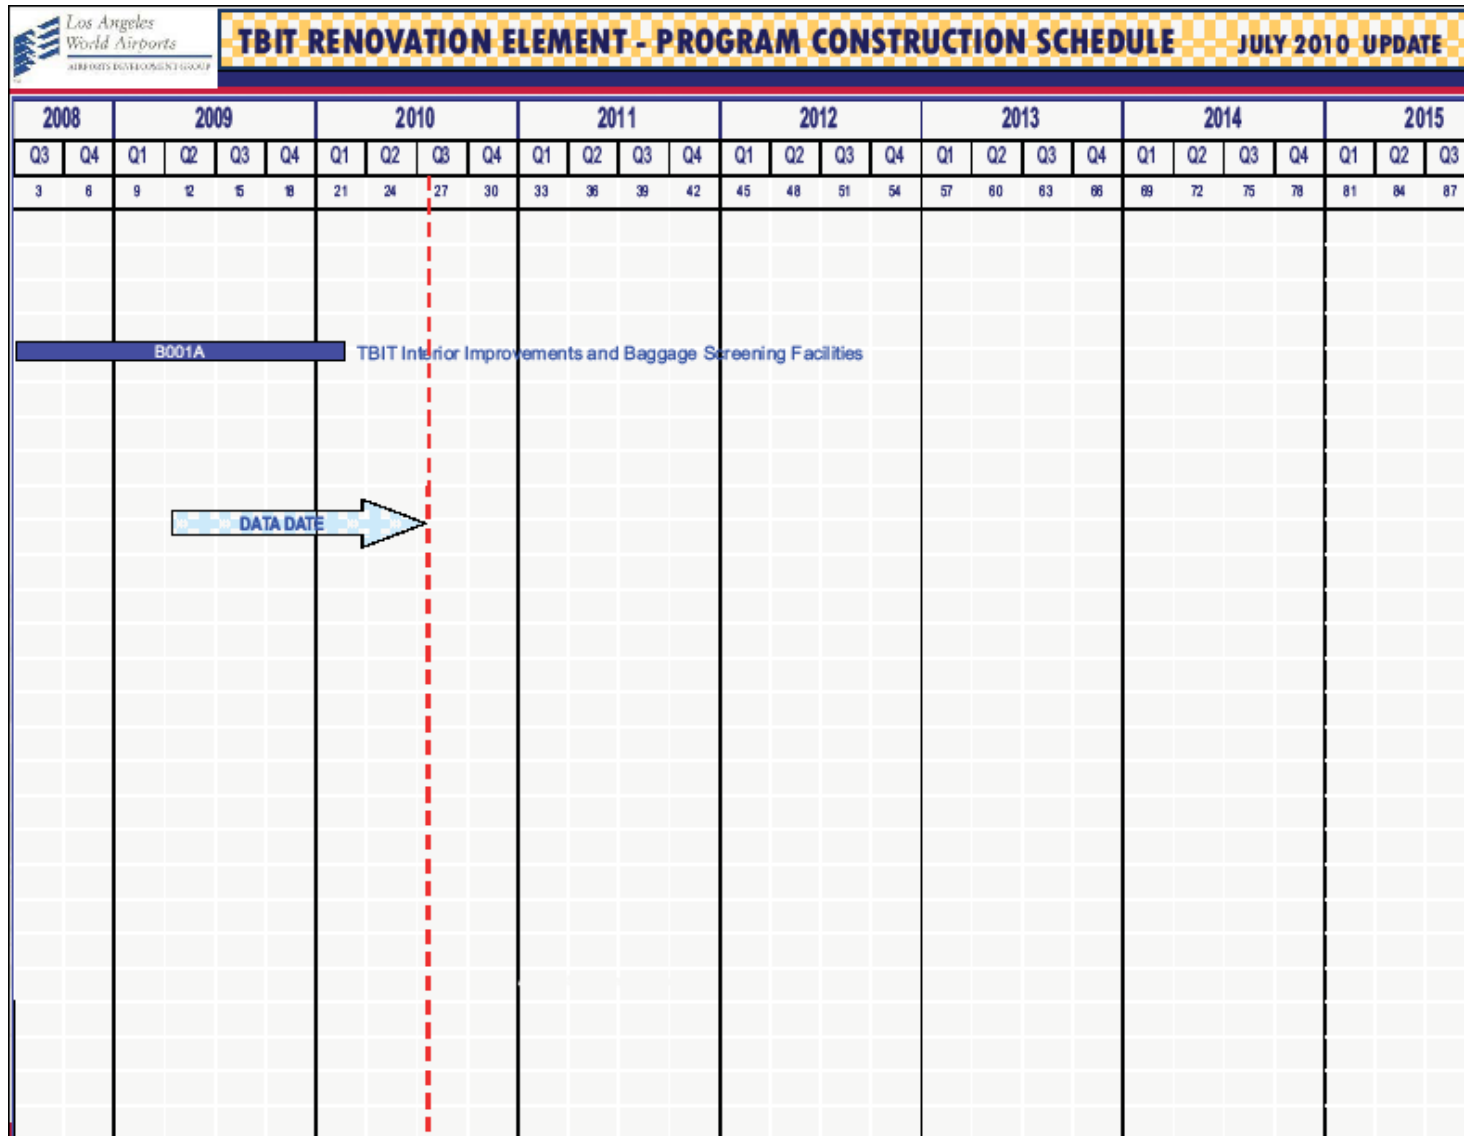 Los Angeles
World Airports
AIRPORTS DEVELOPMENT GROUP
TBIT RENOVATION ELEMENT - PROGRAM CONSTRUCTION SCHEDULE JULY 2010 UPDATE
2008 2009 2010 2011 2012 2013 2014 2015
Q3 Q4 Q1 Q2 Q3 Q4 Q1 Q2 Q3 Q4 Q1 Q2 Q3 Q4 Q1 Q2 Q3 Q4 Q1 Q2 Q3 Q4 Q1 Q2 Q3 Q4 Q1 Q2 Q3
3 6 9 12 15 18 21 24 27 30 33 36 39 42 45 48 51 54 57 60 63 66 69 72 75 78 81 84 87
B001A TBIT Interior Improvements and Baggage Screening Facilities
DATA DATE